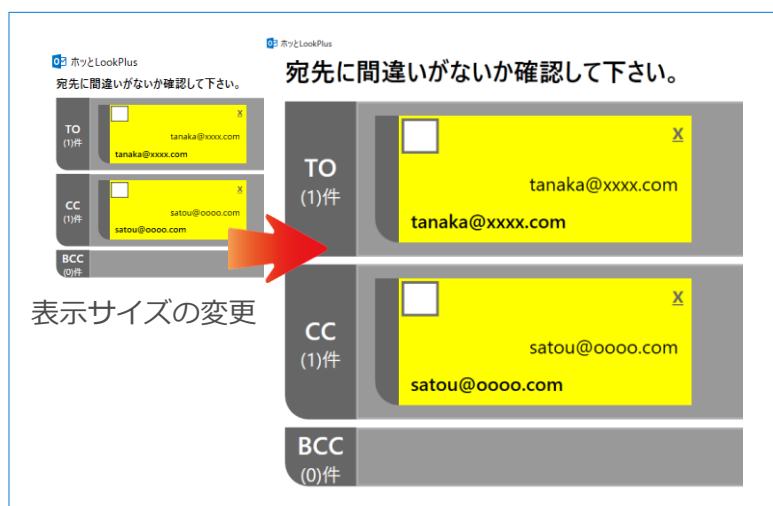 ホッとLookPlus
宛先に間違いがないか確認して下さい。
TO
(1)件
X
tanaka@xxxx.com
tanaka@xxxx.com
CC
(1)件
X
satou@oooo.com
satou@oooo.com
BCC
(0)件
表示サイズの変更
ホッとLookPlus
宛先に間違いがないか確認して下さい。
TO
(1)件
X
tanaka@xxxx.com
tanaka@xxxx.com
CC
(1)件
X
satou@oooo.com
satou@oooo.com
BCC
(0)件